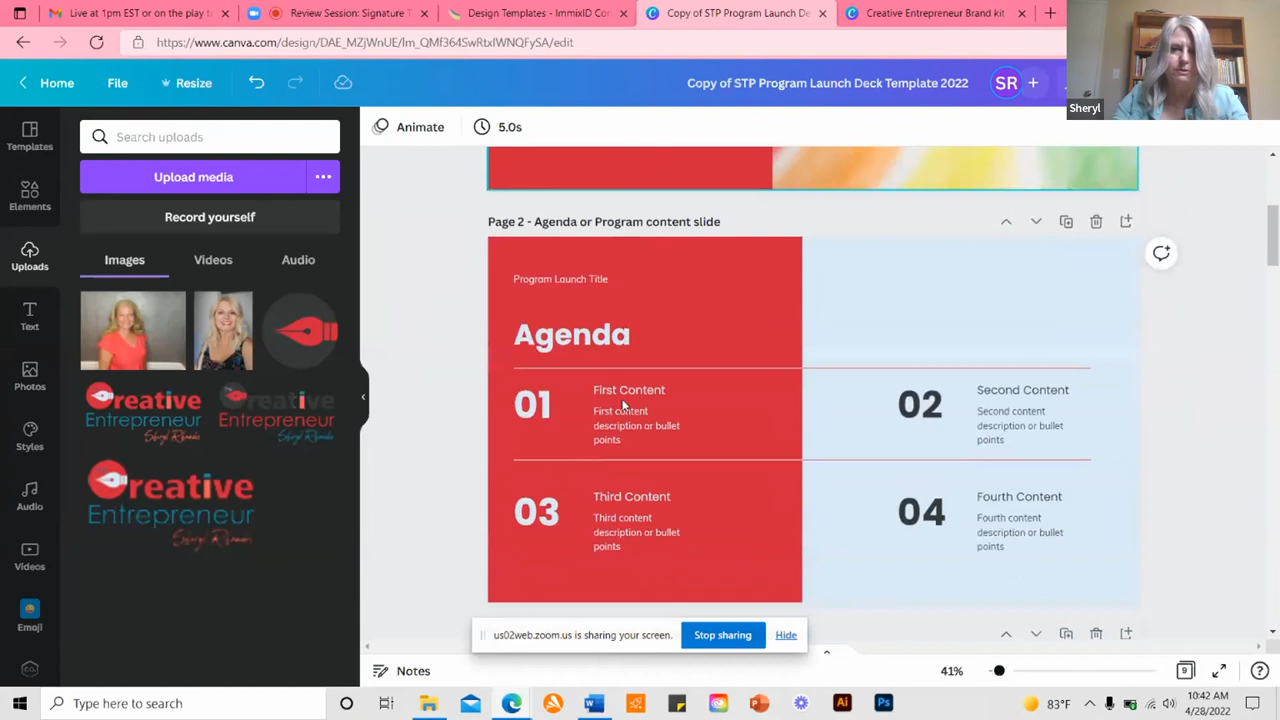 Live at 1pm EST or on the play t
Review Session: Signature T
Design Templates - ImmixID Co
Copy of STP Program Launch De
Creative Entrepreneur Brand kit
https://www.canva.com/design/DAE_MZjWnUE/lm_QMf364SwRtxIWNQFySA/edit
Home
File
Resize
Copy of STP Program Launch Deck Template 2022
SR
Sheryl
Templates
Elements
Uploads
Text
Photos
Styles
Audio
Videos
Emoji
Search uploads
Upload media
Record yourself
Images
Videos
Audio
Creative
Entrepreneur
Creative
Entrepreneur
Creative
Entrepreneur
Animate
5.0s
Page 2 - Agenda or Program content slide
Program Launch Title
Agenda
01
First Content
First content
description or bullet
points
02
Second Content
Second content
description or bullet
points
03
Third Content
Third content
description or bullet
points
04
Fourth Content
Fourth content
description or bullet
points
us02web.zoom.us is sharing your screen.
Stop sharing
Hide
Notes
41%
9
Type here to search
Ai
Ps
83°F
10:42 AM
4/28/2022